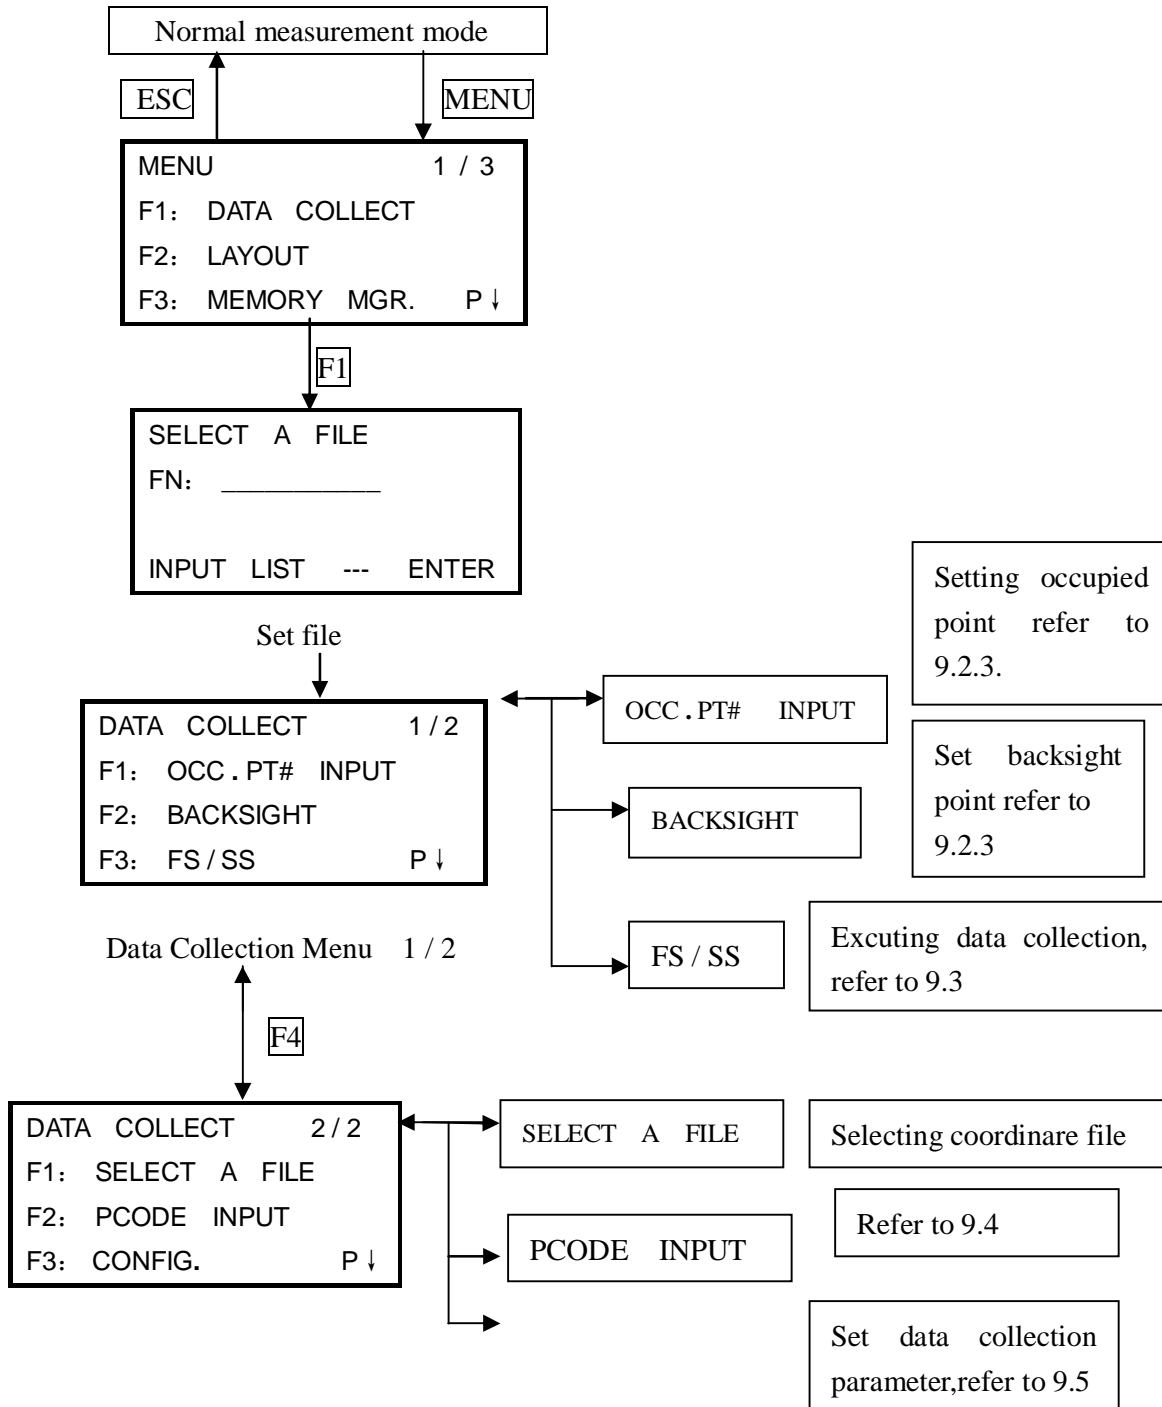 Normal measurement mode
ESC
MENU
MENU 1 / 3
F1： DATA COLLECT
F2： LAYOUT
F3： MEMORY MGR. P↓
F1
SELECT A FILE
FN： ___________
INPUT LIST --- ENTER
Set file
DATA COLLECT 1 / 2
F1： OCC．PT# INPUT
F2： BACKSIGHT
F3： FS / SS P↓
OCC．PT# INPUT
Setting occupied
point refer to
9.2.3.
BACKSIGHT
Set backsight
point refer to
9.2.3
FS / SS
Excuting data collection,
refer to 9.3
Data Collection Menu 1 / 2
F4
DATA COLLECT 2 / 2
F1： SELECT A FILE
F2： PCODE INPUT
F3： CONFIG. P↓
SELECT A FILE
Selecting coordinare file
PCODE INPUT
Refer to 9.4
Set data collection
parameter,refer to 9.5